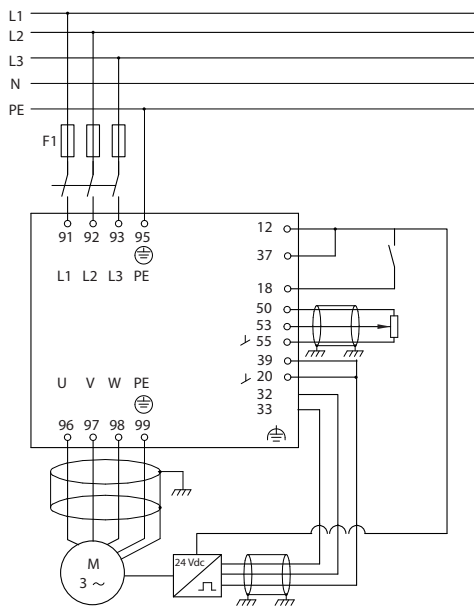 L1
L2
L3
N
PE
F1
91 92 93 95
L1 L2 L3 PE
12
37
18
50
53
55
39
20
32
33
U V W PE
96 97 98 99
M
3 ~
24 Vdc